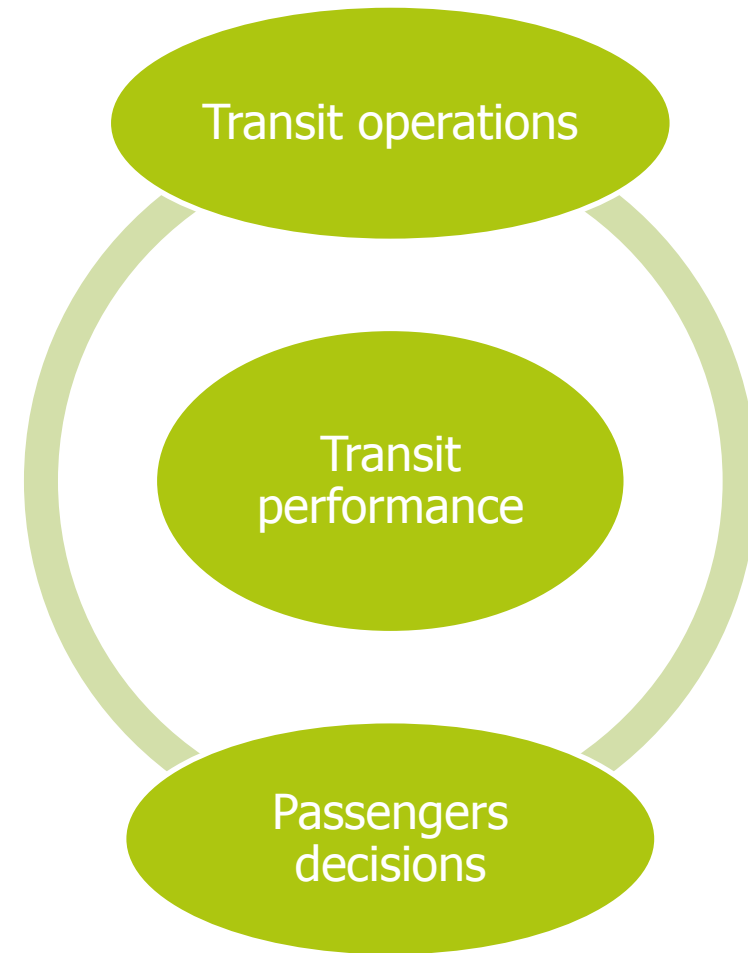 Transit operations
Transit
performance
Passengers
decisions